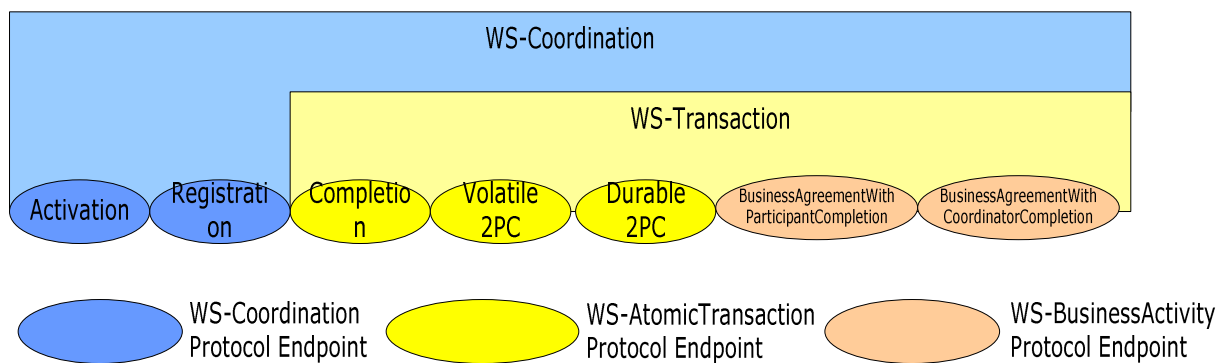 WS-Coordination
WS-Transaction
Activation
Registrati
on
Completio
n
Volatile
2PC
Durable
2PC
BusinessAgreementWith
ParticipantCompletion
BusinessAgreementWith
CoordinatorCompletion
WS-Coordination
Protocol Endpoint
WS-AtomicTransaction
Protocol Endpoint
WS-BusinessActivity
Protocol Endpoint